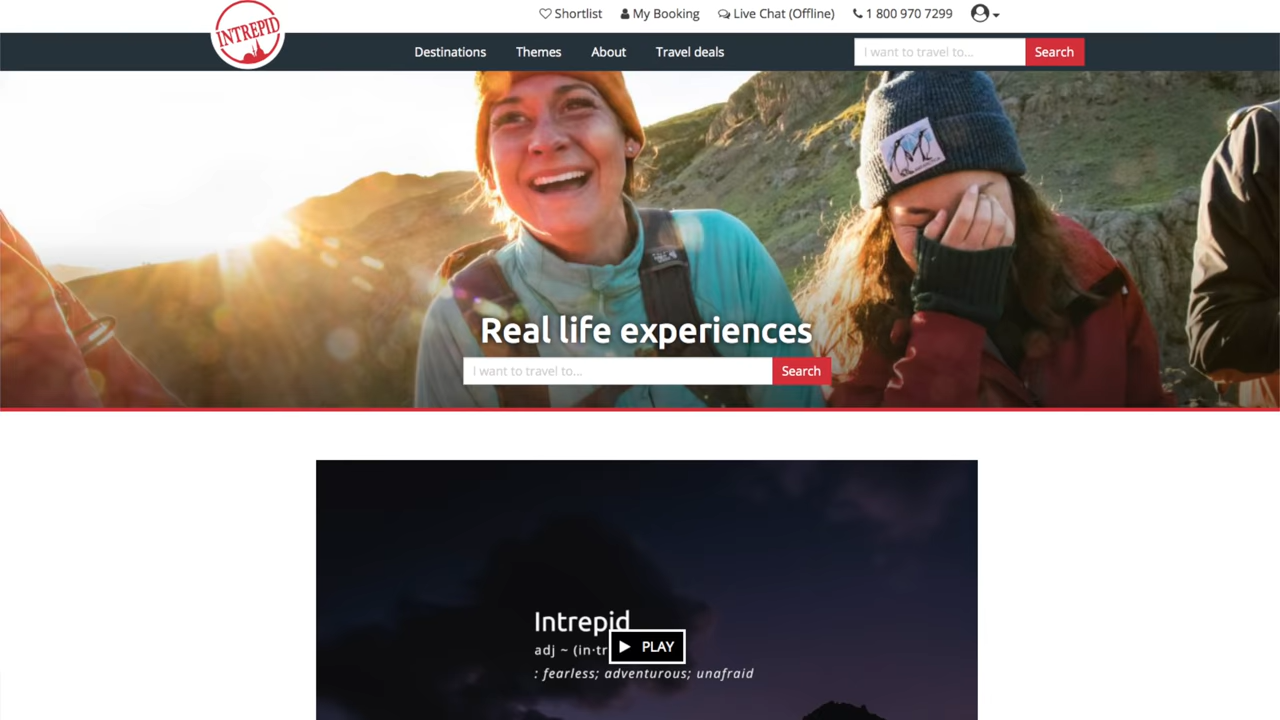 Shortlist My Booking Live Chat (Offline) 1 800 970 7299
INTREPID
Destinations Themes About Travel deals I want to travel to... Search
Real life experiences
I want to travel to... Search
Intrepid
adj ~ (in·tr
PLAY
: fearless; adventurous; unafraid